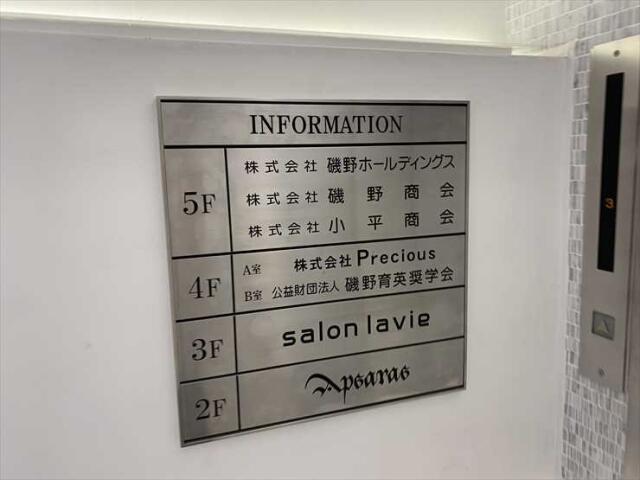 INFORMATION
5F
株式会社 磯野ホールディングス
株式会社 磯野商会
株式会社 小平商会
4F
A室 株式会社 Precious
B室 公益財団法人 磯野育英奨学会
3F
salon lavie
2F
Apsaras
3